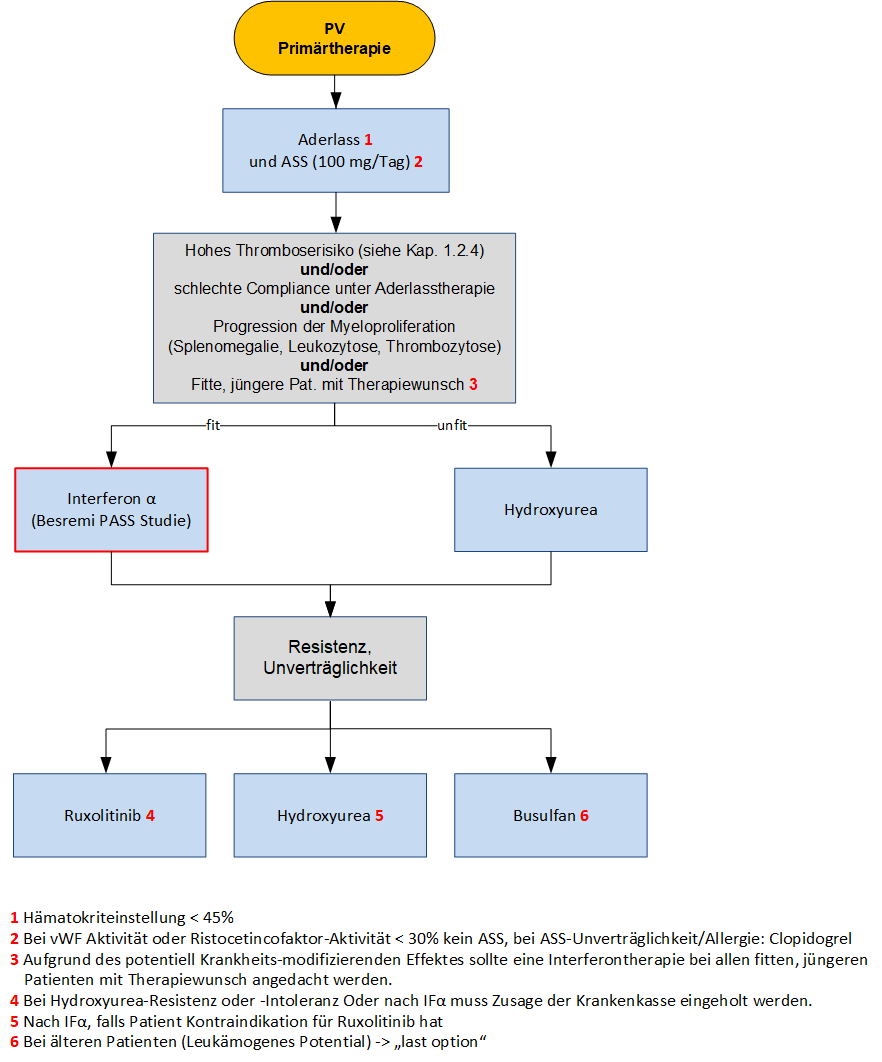 PV
Primärtherapie
Aderlass 1
und ASS (100 mg/Tag) 2
Hohes Thromboserisiko (siehe Kap. 1.2.4)
und/oder
schlechte Compliance unter Aderlasstherapie
und/oder
Progression der Myeloproliferation
(Splenomegalie, Leukozytose, Thrombozytose)
und/oder
Fitte, jüngere Pat. mit Therapiewunsch 3
fit
unfit
Interferon α
(Besremi PASS Studie)
Hydroxyurea
Resistenz,
Unverträglichkeit
Ruxolitinib 4
Hydroxyurea 5
Busulfan 6
1 Hämatokriteinstellung < 45%
2 Bei vWF Aktivität oder Ristocetincofaktor-Aktivität < 30% kein ASS, bei ASS-Unverträglichkeit/Allergie: Clopidogrel
3 Aufgrund des potentiell Krankheits-modifizierenden Effektes sollte eine Interferontherapie bei allen fitten, jüngeren
Patienten mit Therapiewunsch angedacht werden.
4 Bei Hydroxyurea-Resistenz oder -Intoleranz Oder nach IFα muss Zusage der Krankenkasse eingeholt werden.
5 Nach IFα, falls Patient Kontraindikation für Ruxolitinib hat
6 Bei älteren Patienten (Leukämogenes Potential) -> „last option“